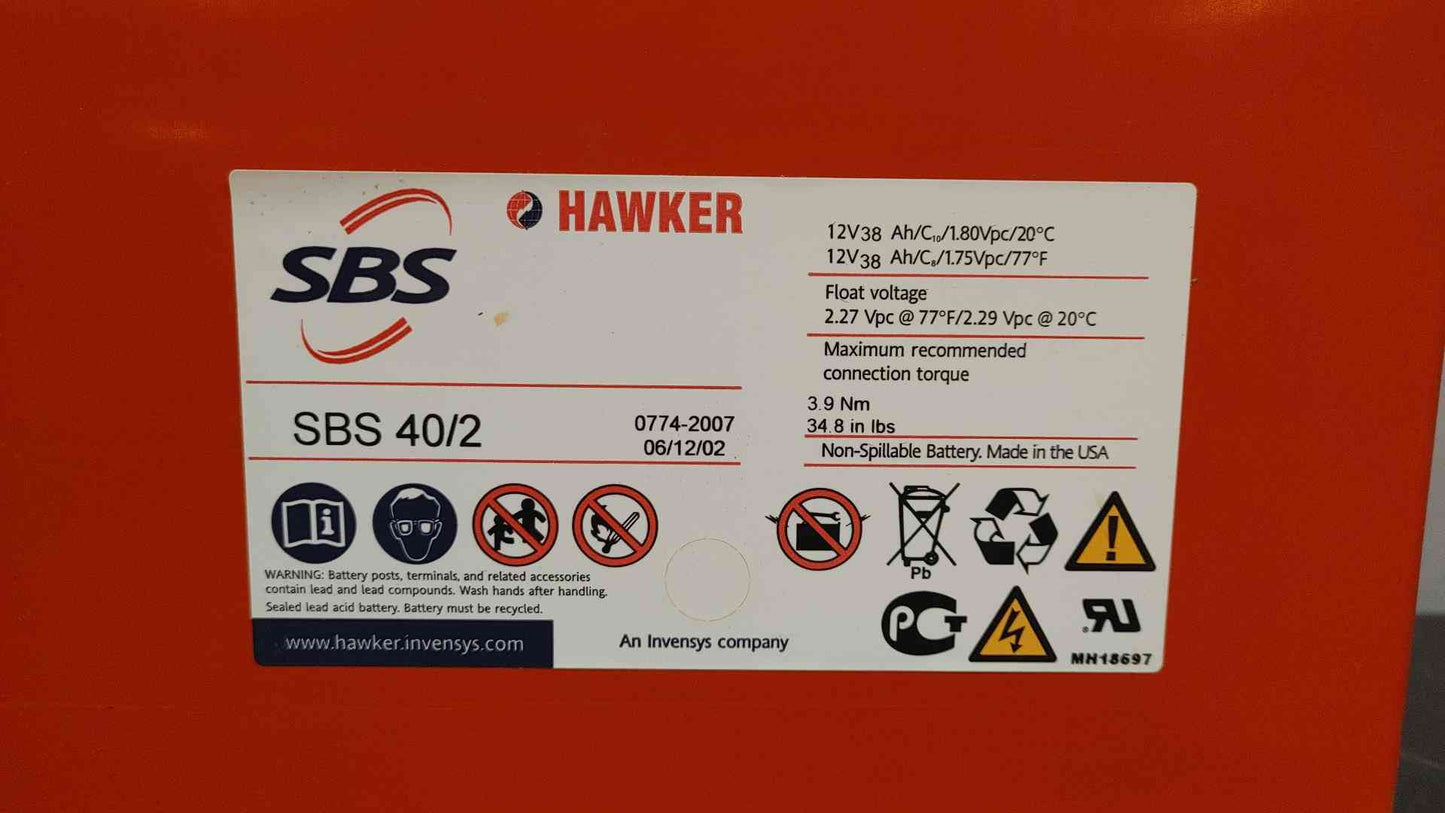 HAWKER
SBS
SBS 40/2
0774-2007
06/12/02
12V38 Ah/C₁₀/1.80Vpc/20°C
12V38 Ah/C₈/1.75Vpc/77°F
Float voltage
2.27 Vpc @ 77°F/2.29 Vpc @ 20°C
Maximum recommended
connection torque
3.9 Nm
34.8 in lbs
Non-Spillable Battery. Made in the USA
Pb
WARNING: Battery posts, terminals, and related accessories
contain lead and lead compounds. Wash hands after handling.
Sealed lead acid battery. Battery must be recycled.
www.hawker.invensys.com
An Invensys company
MH18697